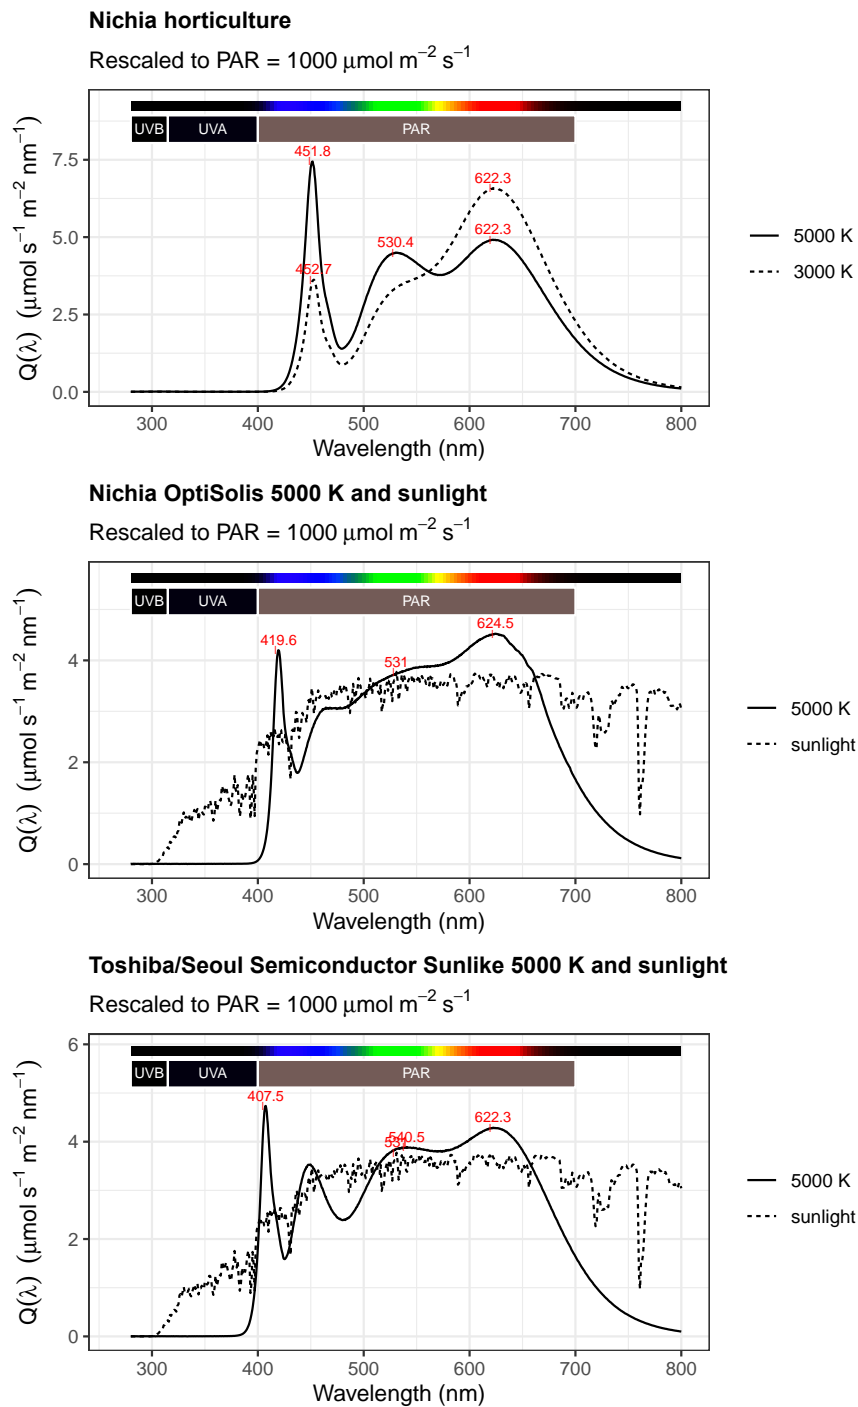 Nichia horticulture
Rescaled to PAR = 1000 μmol m⁻² s⁻¹
UVB UVA PAR
451.8
622.3
530.4
622.3
452.7
7.5
5.0
2.5
0.0
Q(λ) (μmol s⁻¹ m⁻² nm⁻¹)
300 400 500 600 700 800
Wavelength (nm)
5000 K
3000 K
Nichia OptiSolis 5000 K and sunlight
Rescaled to PAR = 1000 μmol m⁻² s⁻¹
UVB UVA PAR
419.6
624.5
531
4
2
0
Q(λ) (μmol s⁻¹ m⁻² nm⁻¹)
300 400 500 600 700 800
Wavelength (nm)
5000 K
sunlight
Toshiba/Seoul Semiconductor Sunlike 5000 K and sunlight
Rescaled to PAR = 1000 μmol m⁻² s⁻¹
UVB UVA PAR
407.5
622.3
540.5
531
6
4
2
0
Q(λ) (μmol s⁻¹ m⁻² nm⁻¹)
300 400 500 600 700 800
Wavelength (nm)
5000 K
sunlight